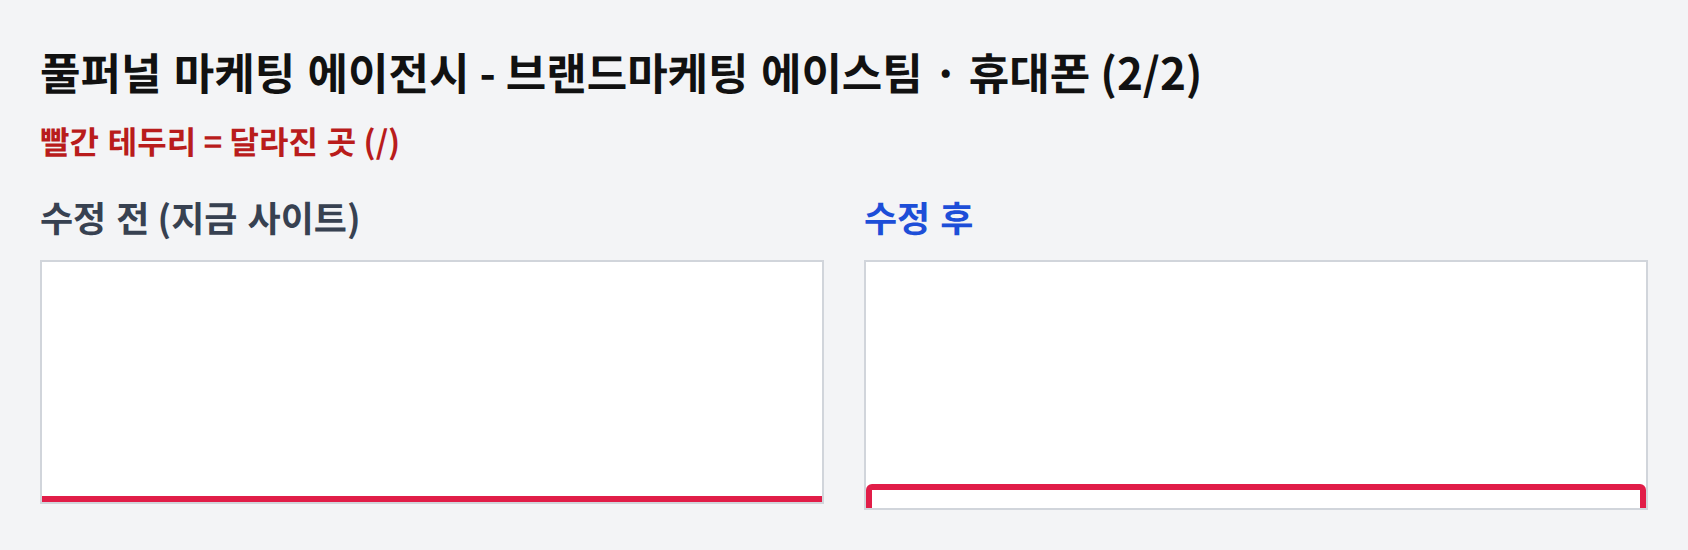 풀퍼널 마케팅 에이전시 - 브랜드마케팅 에이스팀 · 휴대폰 (2/2)
빨간 테두리 = 달라진 곳 (/)
수정 전 (지금 사이트)
수정 후